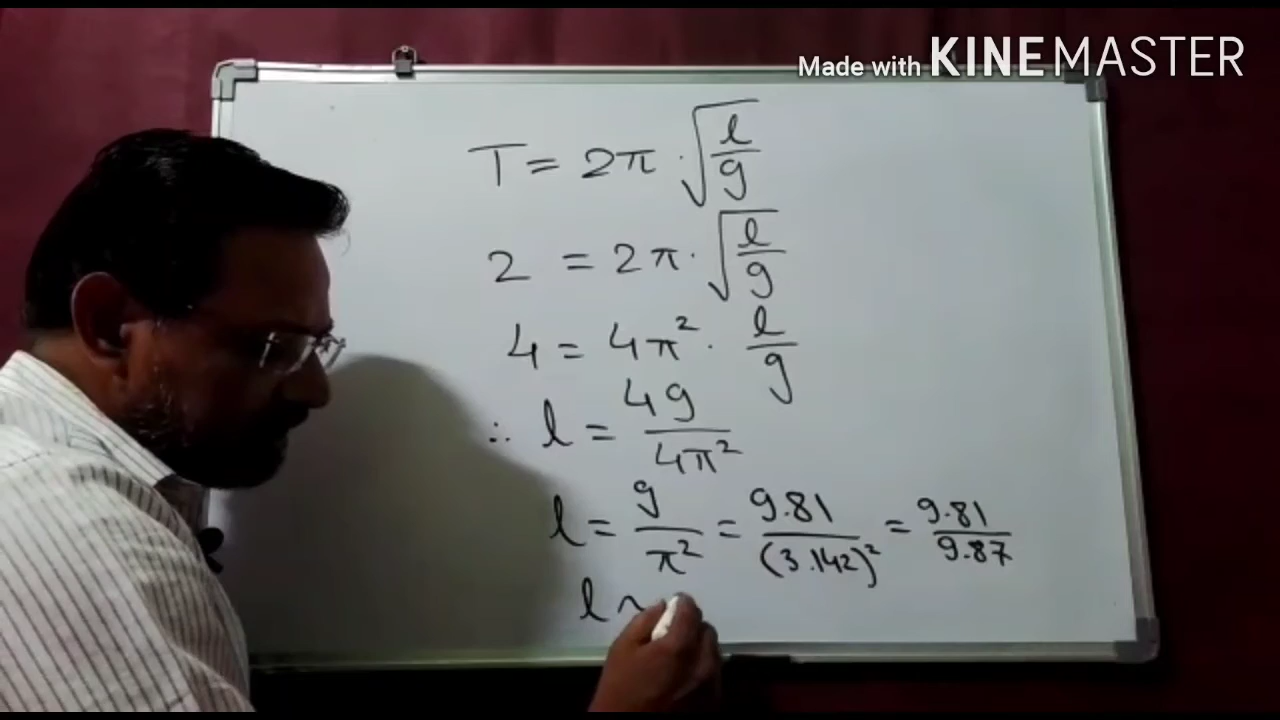 Made with KINEMASTER
T = 2π · √(l/g)
2 = 2π · √(l/g)
4 = 4π² · l/g
∴ l = 4g/4π²
l = g/π² = 9.81/(3.142)² = 9.81/9.87
l ~